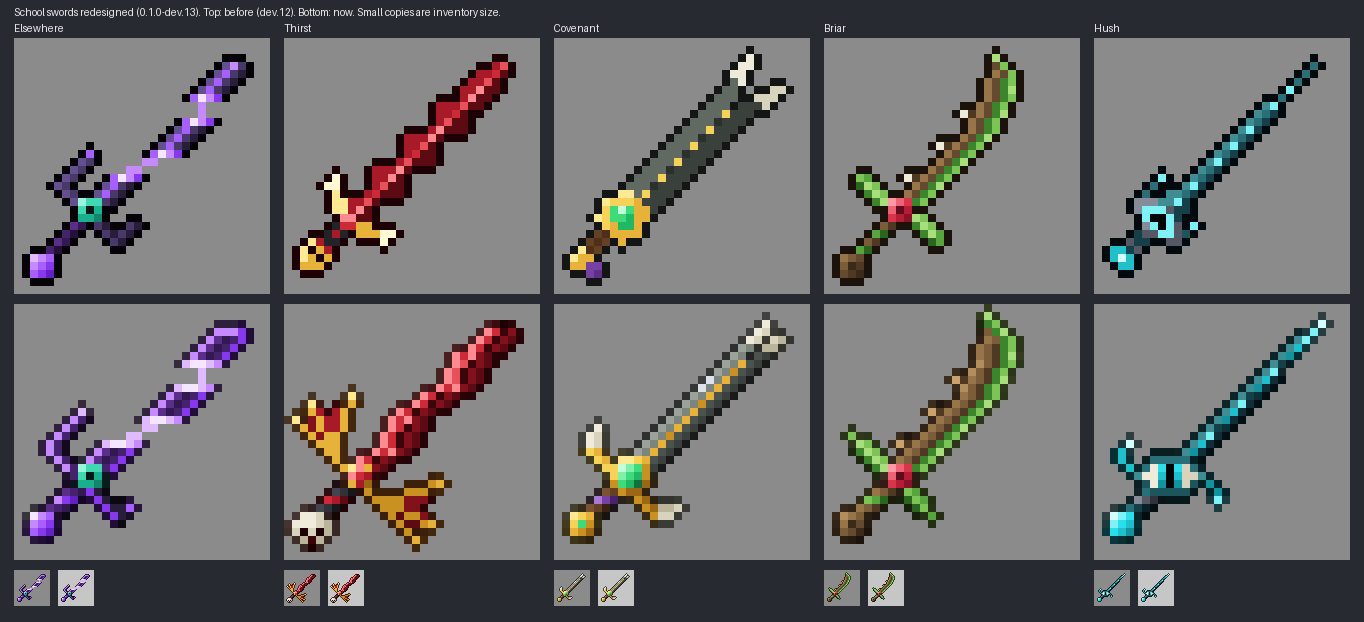 School swords redesigned (0.1.0-dev.13). Top: before (dev.12). Bottom: now. Small copies are inventory size.
Elsewhere Thirst Covenant Briar Hush